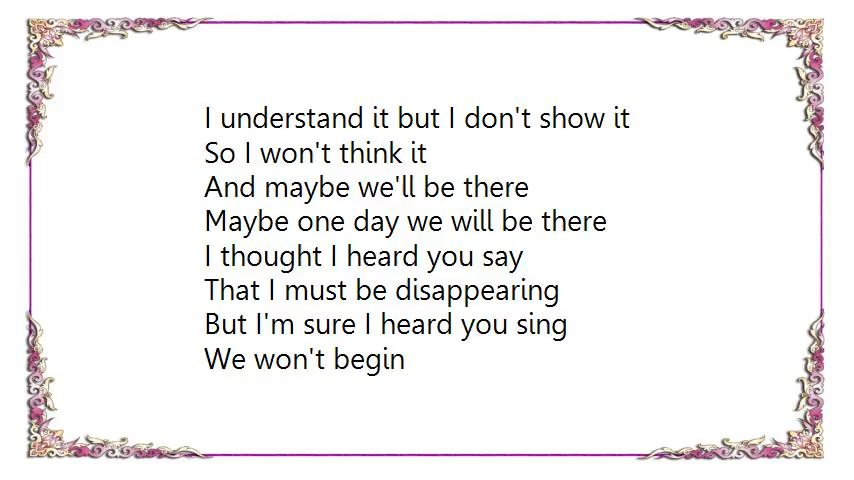 I understand it but I don't show it
So I won't think it
And maybe we'll be there
Maybe one day we will be there
I thought I heard you say
That I must be disappearing
But I'm sure I heard you sing
We won't begin